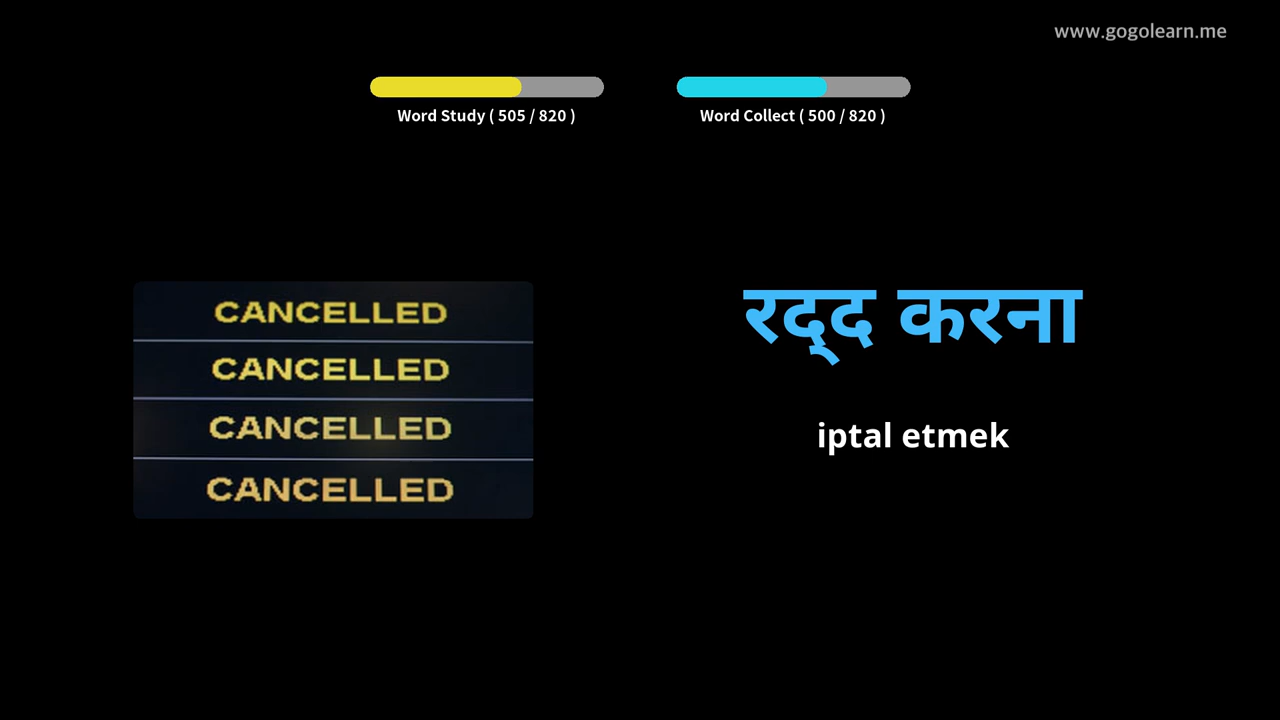 www.gogolearn.me
Word Study ( 505 / 820 )
Word Collect ( 500 / 820 )
CANCELLED
CANCELLED
CANCELLED
CANCELLED
रद्द करना
iptal etmek